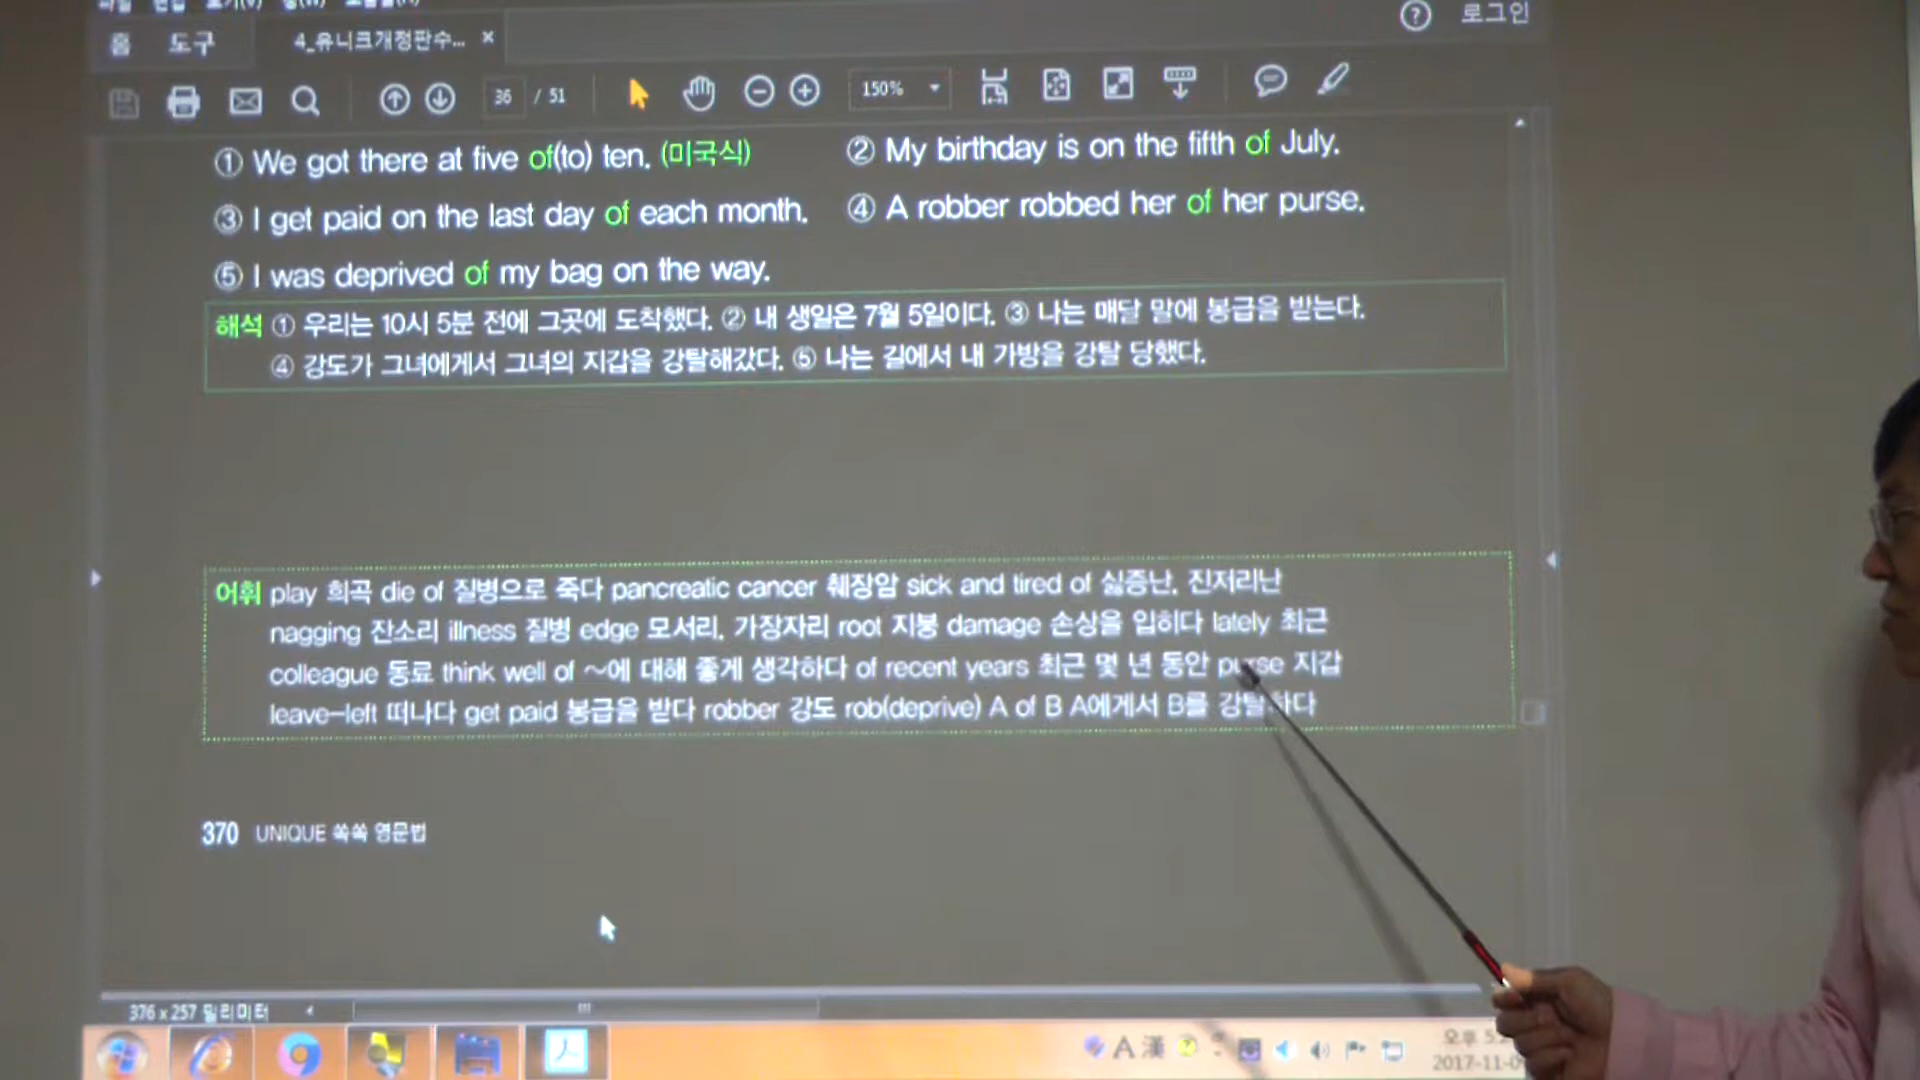 홈 도구 4_유니크개정판수... × ? 로그인
36 / 51 150%
① We got there at five of(to) ten. (미국식) ② My birthday is on the fifth of July.
③ I get paid on the last day of each month. ④ A robber robbed her of her purse.
⑤ I was deprived of my bag on the way.
해석 ① 우리는 10시 5분 전에 그곳에 도착했다. ② 내 생일은 7월 5일이다. ③ 나는 매달 말에 봉급을 받는다.
④ 강도가 그녀에게서 그녀의 지갑을 강탈해갔다. ⑤ 나는 길에서 내 가방을 강탈 당했다.
어휘 play 희곡 die of 질병으로 죽다 pancreatic cancer 췌장암 sick and tired of 싫증난, 진저리난
nagging 잔소리 illness 질병 edge 모서리, 가장자리 root 지붕 damage 손상을 입히다 lately 최근
colleague 동료 think well of ~에 대해 좋게 생각하다 of recent years 최근 몇 년 동안 purse 지갑
leave-left 떠나다 get paid 봉급을 받다 robber 강도 rob(deprive) A of B A에게서 B를 강탈하다
370 UNIQUE 쏙쏙 영문법
376 x 257 밀리미터
A 漢
오후
2017-11-0